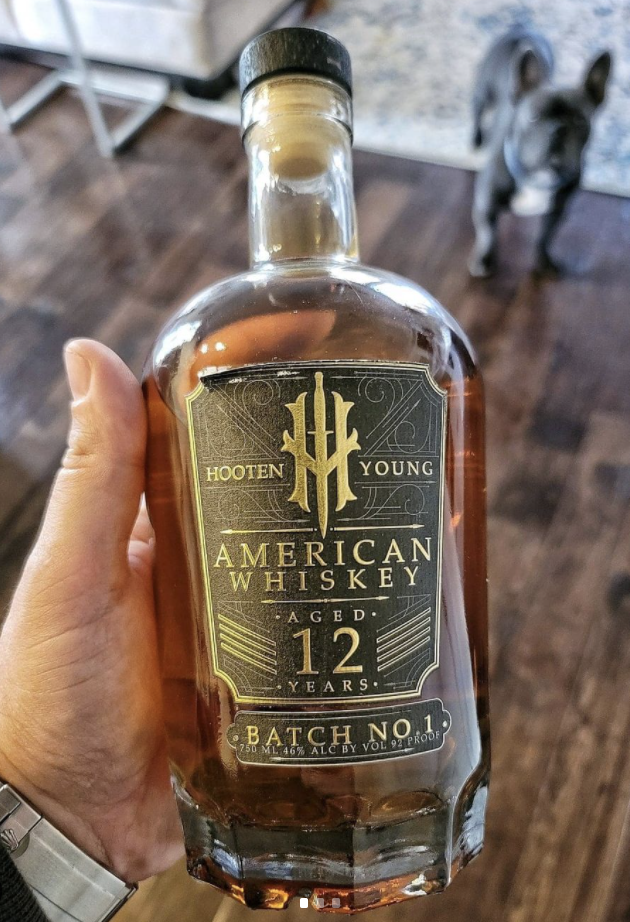 HOOTEN YOUNG
AMERICAN
WHISKEY
·AGED·
12
·YEARS·
BATCH NO.1
750 ML 46% ALC BY VOL 92 PROOF